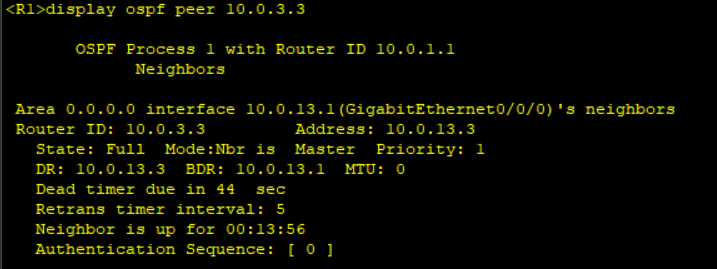 <R1>display ospf peer 10.0.3.3
OSPF Process 1 with Router ID 10.0.1.1
Neighbors
Area 0.0.0.0 interface 10.0.13.1(GigabitEthernet0/0/0)'s neighbors
Router ID: 10.0.3.3 Address: 10.0.13.3
State: Full Mode:Nbr is Master Priority: 1
DR: 10.0.13.3 BDR: 10.0.13.1 MTU: 0
Dead timer due in 44 sec
Retrans timer interval: 5
Neighbor is up for 00:13:56
Authentication Sequence: [ 0 ]